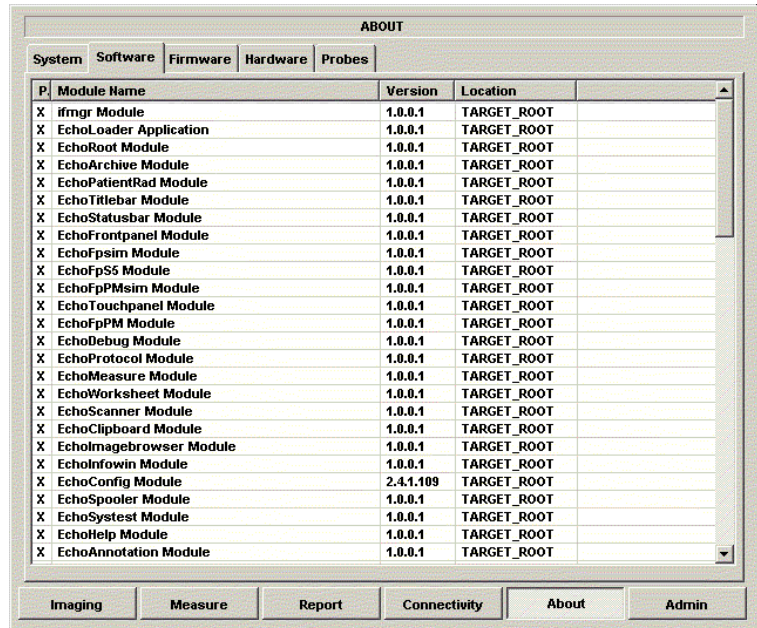 ABOUT
System Software Firmware Hardware Probes
P. Module Name Version Location
X ifmgr Module 1.0.0.1 TARGET_ROOT
X EchoLoader Application 1.0.0.1 TARGET_ROOT
X EchoRoot Module 1.0.0.1 TARGET_ROOT
X EchoArchive Module 1.0.0.1 TARGET_ROOT
X EchoPatientRad Module 1.0.0.1 TARGET_ROOT
X EchoTitlebar Module 1.0.0.1 TARGET_ROOT
X EchoStatusbar Module 1.0.0.1 TARGET_ROOT
X EchoFrontpanel Module 1.0.0.1 TARGET_ROOT
X EchoFpsim Module 1.0.0.1 TARGET_ROOT
X EchoFpS5 Module 1.0.0.1 TARGET_ROOT
X EchoFpPMsim Module 1.0.0.1 TARGET_ROOT
X EchoTouchpanel Module 1.0.0.1 TARGET_ROOT
X EchoFpPM Module 1.0.0.1 TARGET_ROOT
X EchoDebug Module 1.0.0.1 TARGET_ROOT
X EchoProtocol Module 1.0.0.1 TARGET_ROOT
X EchoMeasure Module 1.0.0.1 TARGET_ROOT
X EchoWorksheet Module 1.0.0.1 TARGET_ROOT
X EchoScanner Module 1.0.0.1 TARGET_ROOT
X EchoClipboard Module 1.0.0.1 TARGET_ROOT
X EchoImagebrowser Module 1.0.0.1 TARGET_ROOT
X EchoInfowin Module 1.0.0.1 TARGET_ROOT
X EchoConfig Module 2.4.1.109 TARGET_ROOT
X EchoSpooler Module 1.0.0.1 TARGET_ROOT
X EchoSystest Module 1.0.0.1 TARGET_ROOT
X EchoHelp Module 1.0.0.1 TARGET_ROOT
X EchoAnnotation Module 1.0.0.1 TARGET_ROOT
Imaging Measure Report Connectivity About Admin